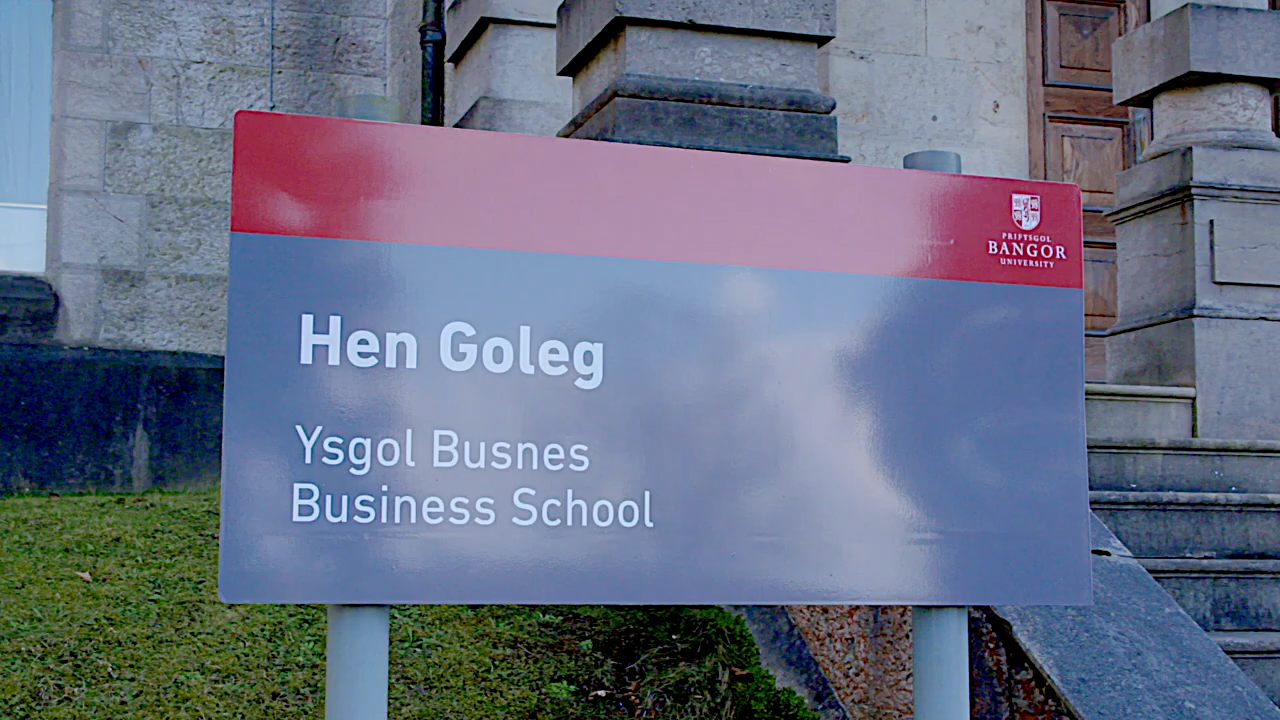 PRIFYSGOL
BANGOR
UNIVERSITY
Hen Goleg
Ysgol Busnes
Business School